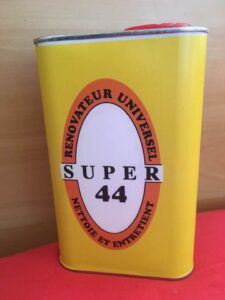 RENOVATEUR UNIVERSEL
SUPER
44
NETTOIE ET ENTRETIENT